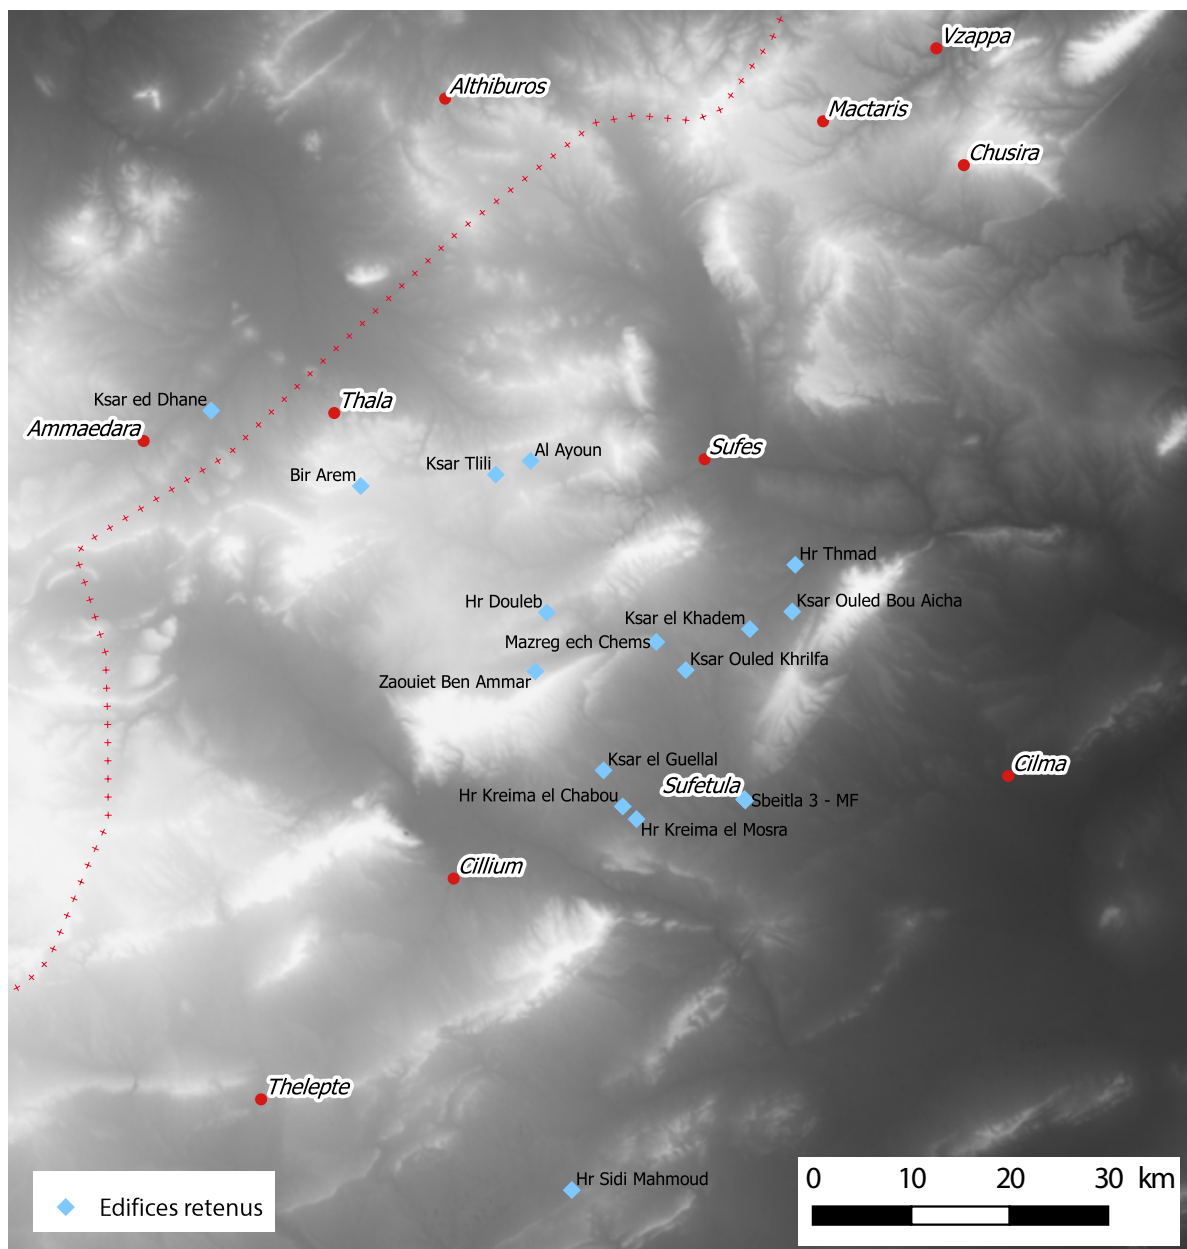 Vzappa
Althiburos
Mactaris
Chusira
Ksar ed Dhane
Thala
Ammaedara
Sufes
Al Ayoun
Ksar Tlili
Bir Arem
Hr Thmad
Hr Douleb
Ksar Ouled Bou Aicha
Ksar el Khadem
Mazreg ech Chems
Ksar Ouled Khrilfa
Zaouiet Ben Ammar
Ksar el Guellal
Cilma
Sufetula
Hr Kreima el Chabou
Sbeitla 3 - MF
Hr Kreima el Mosra
Cillium
Thelepte
Hr Sidi Mahmoud
Edifices retenus
0 10 20 30 km